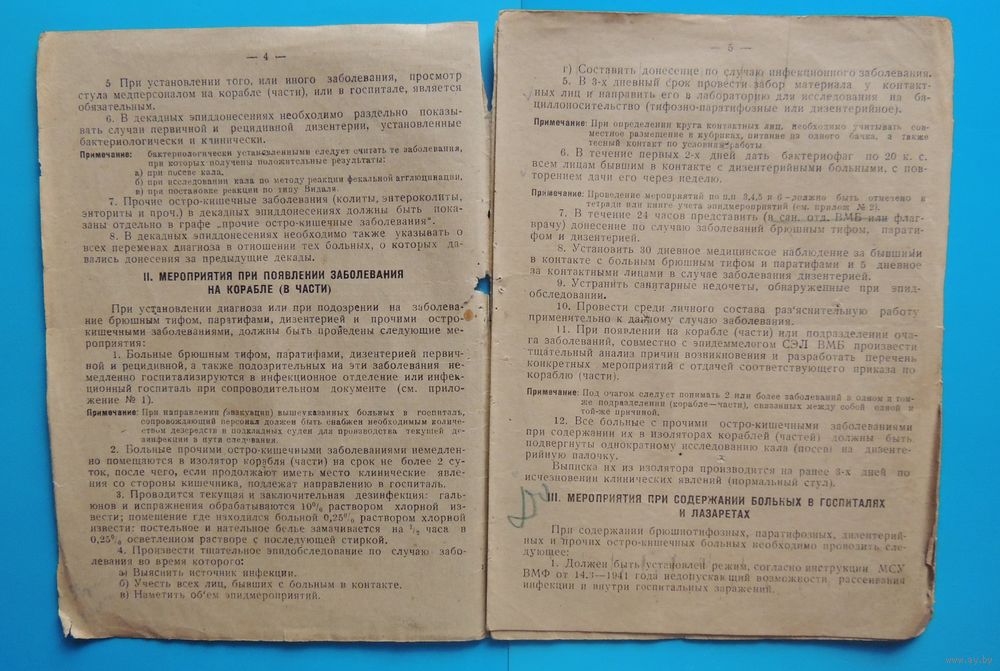 — 4 —
5 При установлении того, или иного заболевания, просмотр
стула медперсоналом на корабле (части), или в госпитале, является
обязательным.
6. В декадных эпиддонесениях необходимо раздельно показы-
вать случаи первичной и рецидивной дизентерии, установленные
бактериологически и клинически.
Примечание: бактериологически установленными следует считать те заболевания,
при которых получены положительные результаты:
а) при посеве кала,
б) при исследовании кала по методу реакции фекальной агглютинации,
в) при постановке реакции по типу Видаля.
7. Прочие остро-кишечные заболевания (колиты, энтероколиты,
энториты и проч.) в декадных эпиддонесениях должны быть пока-
заны отдельно в графе „прочие остро-кишечные заболевания“.
8. В декадных эпиддонесениях необходимо также указывать о
всех переменах диагноза в отношении тех больных, о которых да-
вались донесения за предыдущие декады.
II. МЕРОПРИЯТИЯ ПРИ ПОЯВЛЕНИИ ЗАБОЛЕВАНИЯ
НА КОРАБЛЕ (В ЧАСТИ)
При установлении диагноза или при подозрении на заболева-
ние брюшным тифом, паратифами, дизентерией и прочими остро-
кишечными заболеваниями, должны быть проведены следующие ме-
роприятия:
1. Больные брюшным тифом, паратифами, дизентерией первич-
ной и рецидивной, а также подозрительных на эти заболевания не-
медленно госпитализируются в инфекционное отделение или инфек-
ционный госпиталь при сопроводительном документе (см. прило-
жение № 1).
Примечание: При направлении (эвакуации) вышеуказанных больных в госпиталь,
сопровождающий персонал должен быть снабжен необходимым количе-
ством дезсредств и подкладных суден для производства текущей де-
зинфекции в пути следования.
2. Больные прочими остро-кишечными заболеваниями немедлен-
но помещаются в изолятор корабля (части) на срок не более 2 су-
ток, после чего, если продолжают иметь место клинические явле-
ния со стороны кишечника, подлежат направлению в госпиталь.
3. Проводится текущая и заключительная дезинфекция: галь-
юнов и испражнения обрабатываются 10% раствором хлорной из-
вести; помещение где находился больной 0,25% раствором хлорной
извести; постельное и нательное белье замачивается на ½ часа в
0,25% осветленном растворе с последующей стиркой.
4. Произвести тщательное эпидобследование по случаю забо-
левания во время которого:
а) Выяснить источник инфекции.
б) Учесть всех лиц, бывших с больным в контакте.
в) Наметить об'ем эпидмероприятий.
— 5 —
г) Составить донесение по случаю инфекционного заболевания.
5. В 3-х дневный срок провести забор материала у контакт-
ных лиц и направить его в лабораторию для исследования на ба-
циллоносительство (тифозно-паратифозные или дизентерийное).
Примечание: При определении круга контактных лиц, необходимо учитывать сов-
местное размещение в кубриках, питание из одного бачка, а также
тесный контакт по условиям работы
6. В течение первых 2-х дней дать бактериофаг по 20 к. с.
всем лицам бывшим в контакте с дизентерийными больными, с пов-
торением дачи его через неделю.
Примечание: Проведение мероприятий по п.п 3,4,5 и 6—должно быть отмечено в
тетради или книге учета эпидмероприятий (см. прилож № 2).
7. В течение 24 часов представить (в сан. отд. ВМБ или флаг-
врачу) донесение по случаю заболеваний брюшным тифом, парати-
фом и дизентерией.
8. Установить 30 дневное медицинское наблюдение за бывшими
в контакте с больным брюшным тифом и паратифами и 5 дневное
за контактными лицами в случае заболевания дизентерией.
9. Устранить санитарные недочеты, обнаруженные при эпид-
обследовании.
10. Провести среди личного состава раз'яснительную работу
применительно к данному случаю заболевания.
11. При появлении на корабле (части) или подразделении оча-
га заболеваний, совместно с эпидемиологом СЭЛ ВМБ произвести
тщательный анализ причин возникновения и разработать перечень
конкретных мероприятий с отдачей соответствующего приказа по
кораблю (части).
Примечание: Под очагом следует понимать 2 или более заболеваний в одном и том-
же подразделении (корабле—части), связанных между собой одной и
той-же причиной.
12. Все больные с прочими остро-кишечными заболеваниями
при содержании их в изоляторах кораблей (частей) должны быть
подвергнуты однократному исследованию кала (посев) на дизенте-
рийную палочку.
Выписка их из изолятора производится на ранее 3-х дней по
исчезновении клинических явлений (нормальный стул).
III. МЕРОПРИЯТИЯ ПРИ СОДЕРЖАНИИ БОЛЬНЫХ В ГОСПИТАЛЯХ
И ЛАЗАРЕТАХ
При содержании брюшнотифозных, паратифозных, дизентерий-
ных и прочих остро-кишечных больных необходимо проводить сле-
дующее:
1. Должен быть установлен режим, согласно инструкции МСУ
ВМФ от 14.3—1941 года недопускающий возможности, рассеивания
инфекции и внутри госпитальных заражений.
www.ay.by